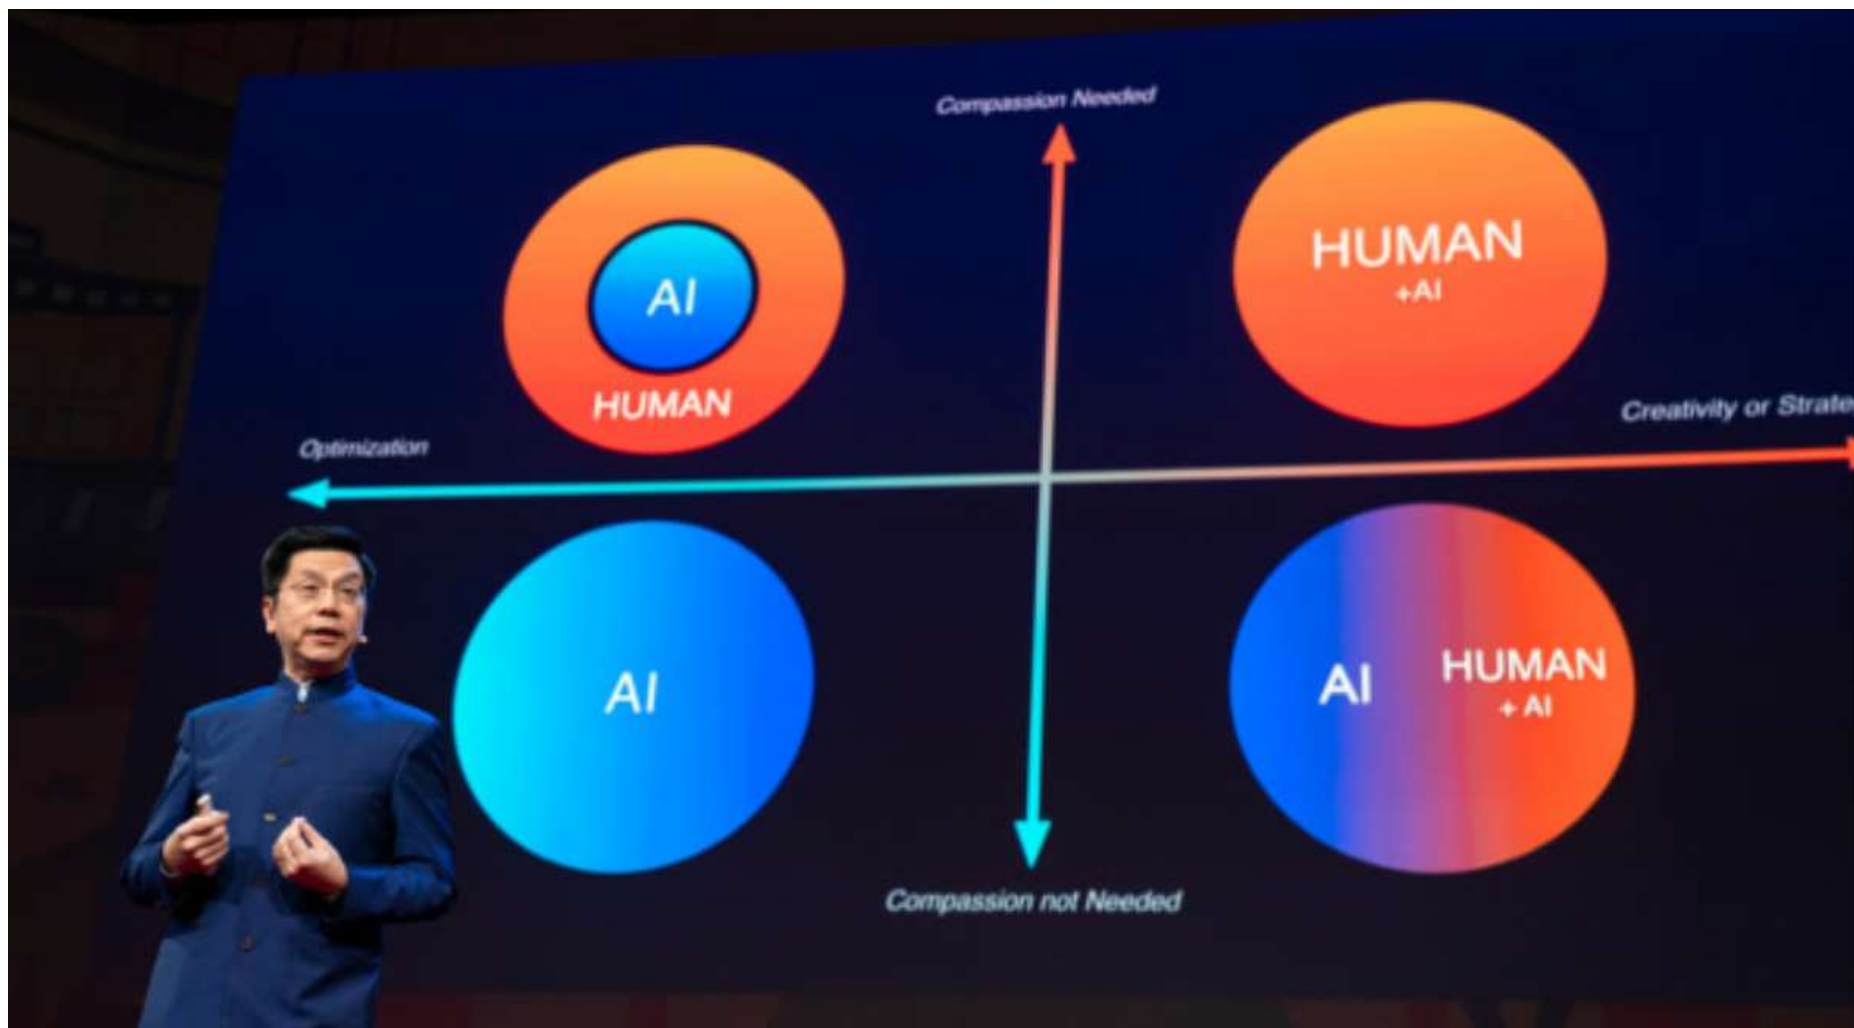 Compassion Needed
HUMAN
+AI
AI
HUMAN
Creativity or Strate
Optimization
AI
AI
HUMAN
+ AI
Compassion not Needed